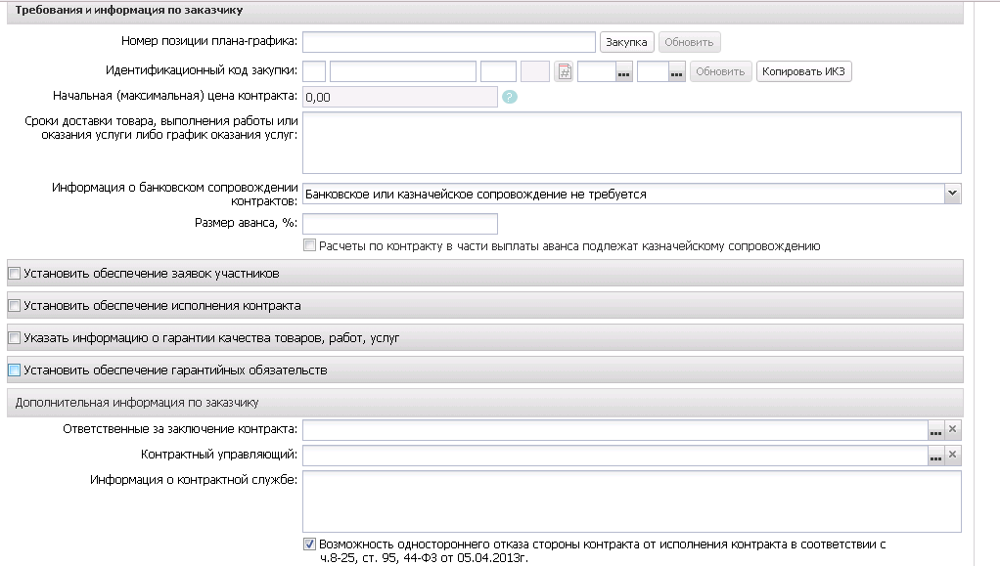 Требования и информация по заказчику
Номер позиции плана-графика: Закупка Обновить
Идентификационный код закупки: ... ... Обновить Копировать ИКЗ
Начальная (максимальная) цена контракта: 0,00 ?
Сроки доставки товара, выполнения работы или
оказания услуги либо график оказания услуг:
Информация о банковском сопровождении
контрактов: Банковское или казначейское сопровождение не требуется
Размер аванса, %:
Расчеты по контракту в части выплаты аванса подлежат казначейскому сопровождению
Установить обеспечение заявок участников
Установить обеспечение исполнения контракта
Указать информацию о гарантии качества товаров, работ, услуг
Установить обеспечение гарантийных обязательств
Дополнительная информация по заказчику
Ответственные за заключение контракта: ...
Контрактный управляющий: ...
Информация о контрактной службе:
Возможность одностороннего отказа стороны контракта от исполнения контракта в соответствии с
ч.8-25, ст. 95, 44-ФЗ от 05.04.2013г.